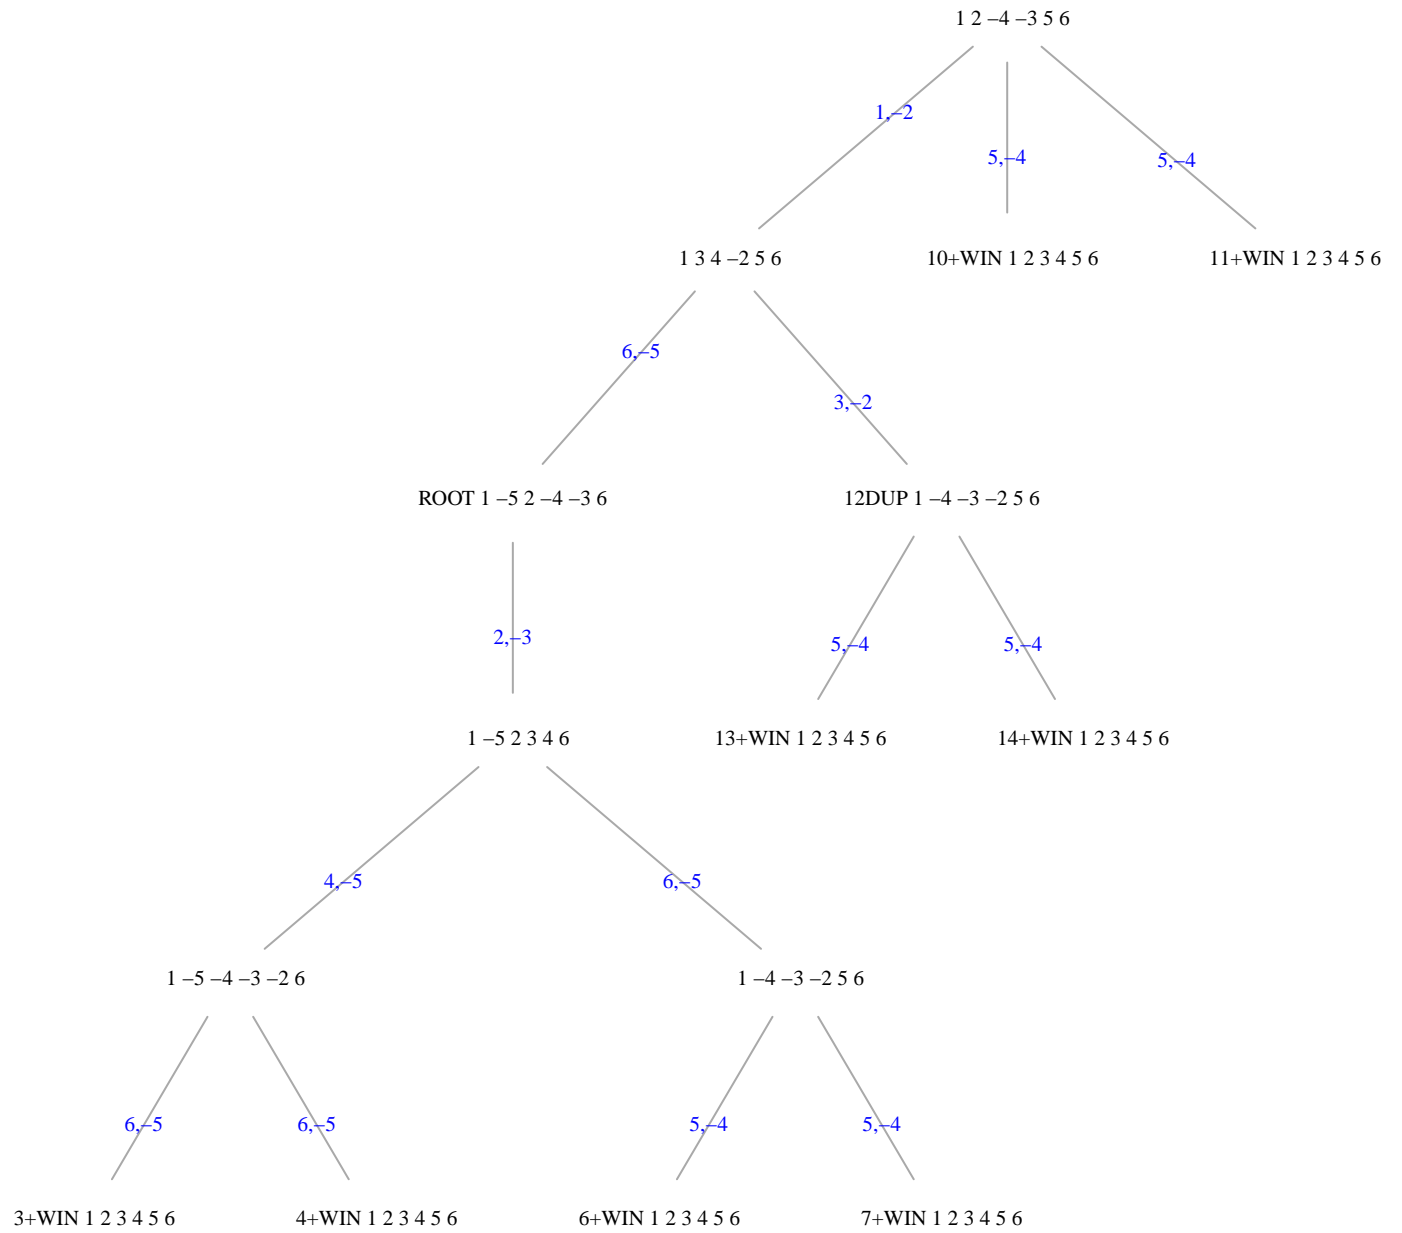 1 2 –4 –3 5 6
1,–2
5,–4
5,–4
1 3 4 –2 5 6
10+WIN 1 2 3 4 5 6
11+WIN 1 2 3 4 5 6
6,–5
3,–2
ROOT 1 –5 2 –4 –3 6
12DUP 1 –4 –3 –2 5 6
2,–3
5,–4
5,–4
1 –5 2 3 4 6
13+WIN 1 2 3 4 5 6
14+WIN 1 2 3 4 5 6
4,–5
6,–5
1 –5 –4 –3 –2 6
1 –4 –3 –2 5 6
6,–5
6,–5
5,–4
5,–4
3+WIN 1 2 3 4 5 6
4+WIN 1 2 3 4 5 6
6+WIN 1 2 3 4 5 6
7+WIN 1 2 3 4 5 6